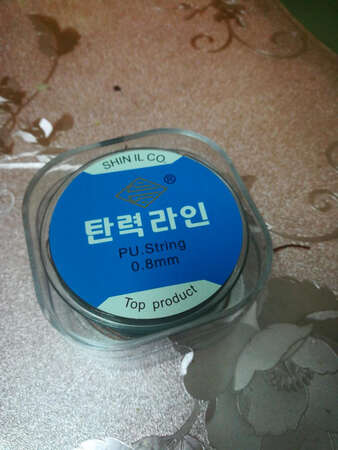 SHIN IL CO
®
탄력라인
PU.String
0.8mm
Top product